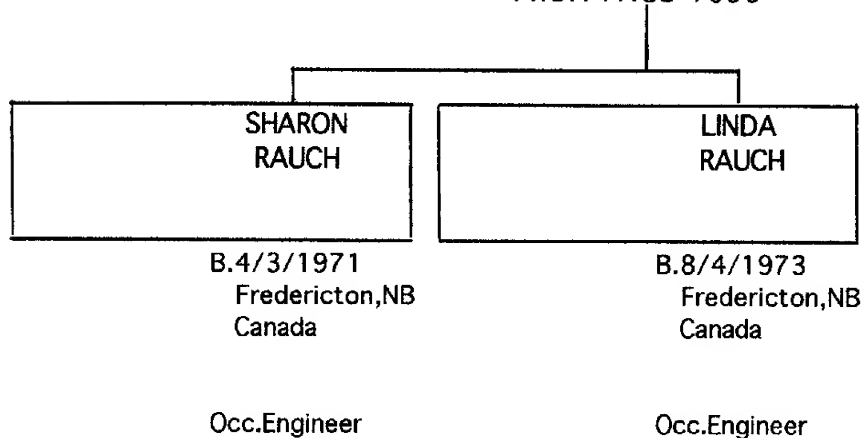 SHARON
RAUCH
LINDA
RAUCH
B.4/3/1971
Fredericton,NB
Canada
B.8/4/1973
Fredericton,NB
Canada
Occ.Engineer
Occ.Engineer